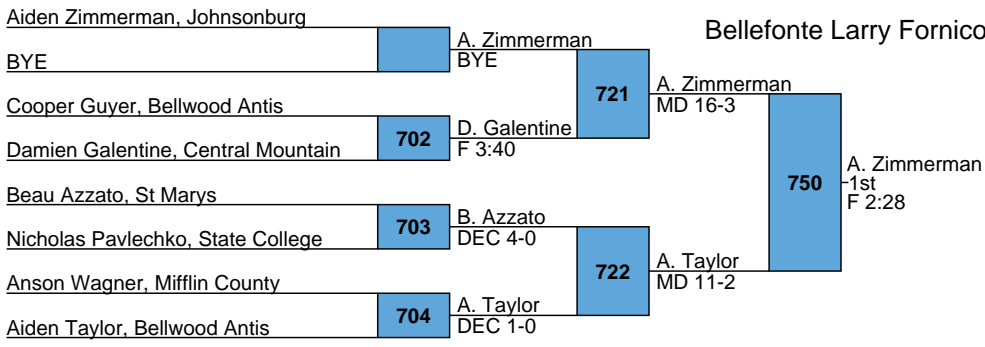 Aiden Zimmerman, Johnsonburg
BYE
Cooper Guyer, Bellwood Antis
702
Damien Galentine, Central Mountain
Beau Azzato, St Marys
703
Nicholas Pavlechko, State College
Anson Wagner, Mifflin County
704
Aiden Taylor, Bellwood Antis
A. Zimmerman
BYE
721
D. Galentine
F 3:40
B. Azzato
DEC 4-0
722
A. Taylor
DEC 1-0
Bellefonte Larry Fornico
A. Zimmerman
MD 16-3
750
A. Taylor
MD 11-2
A. Zimmerman
1st
F 2:28